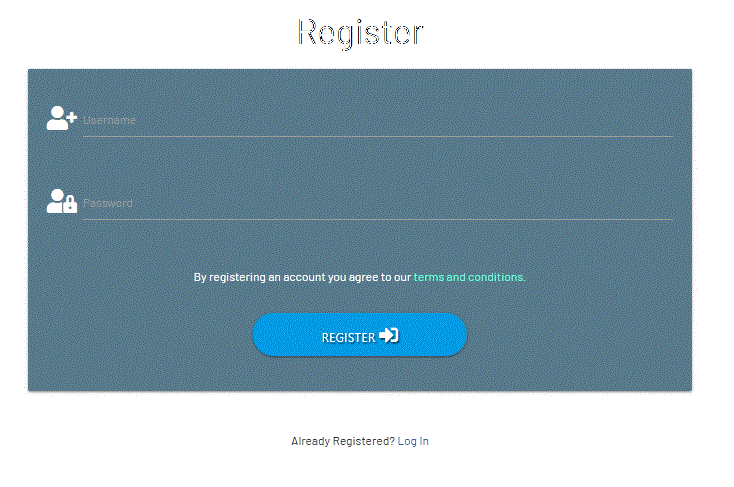 Register
Username
Password
By registering an account you agree to our terms and conditions.
REGISTER
Already Registered? Log In